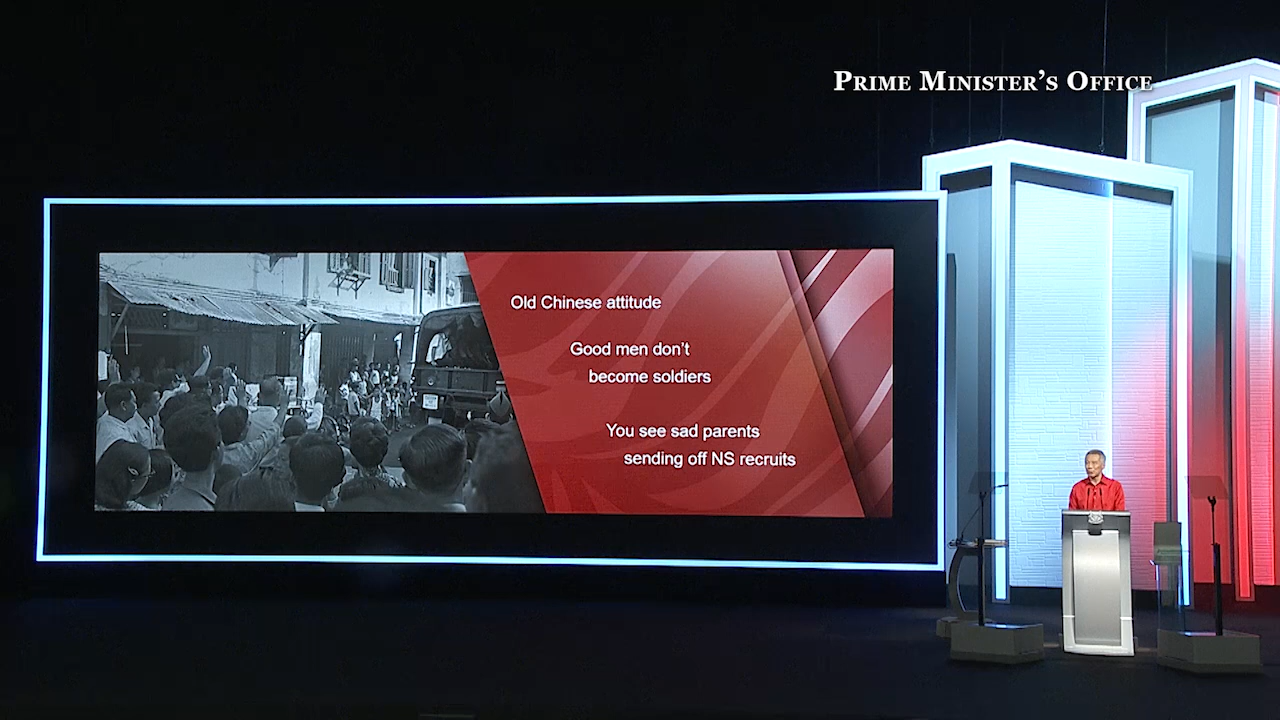 PRIME MINISTER'S OFFICE
Old Chinese attitude
Good men don't
become soldiers
You see sad parents
sending off NS recruits